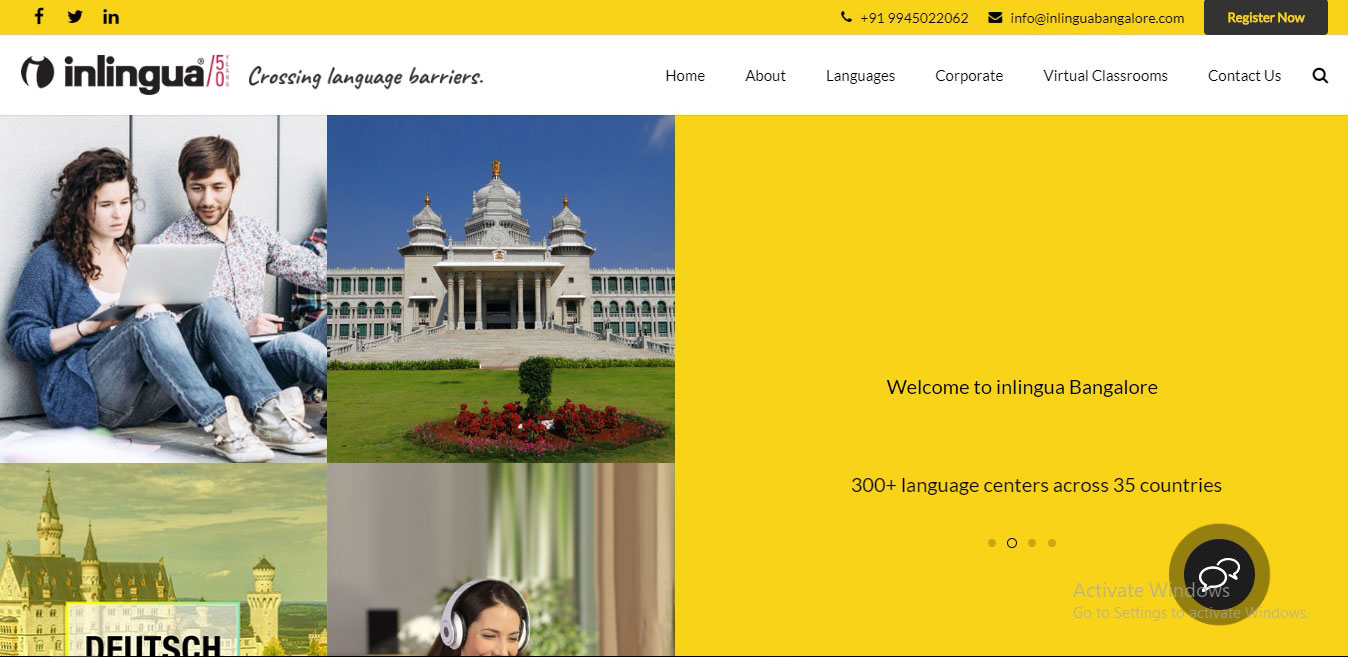 +91 9945022062 info@inlinguabangalore.com Register Now
inlingua® /50 YEARS Crossing language barriers.
Home About Languages Corporate Virtual Classrooms Contact Us
Welcome to inlingua Bangalore
300+ language centers across 35 countries
Activate Windows
Go to Settings to activate Windows.
DEUTSCH